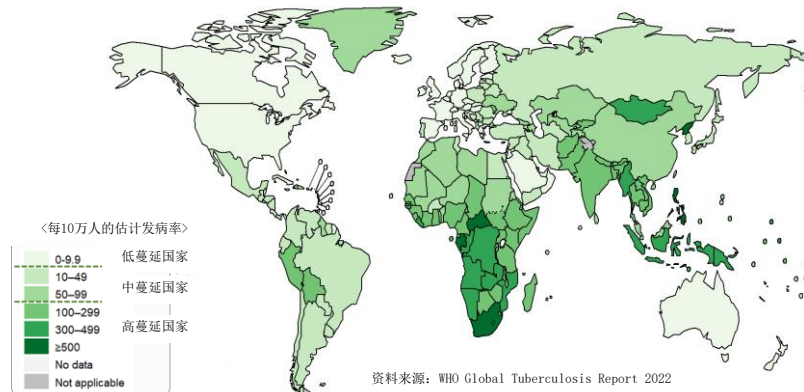 <每10万人的估计发病率>
0-9.9 低蔓延国家
10–49
中蔓延国家
50–99
100–299
高蔓延国家
300–499
≥500
No data
Not applicable
资料来源：WHO Global Tuberculosis Report 2022